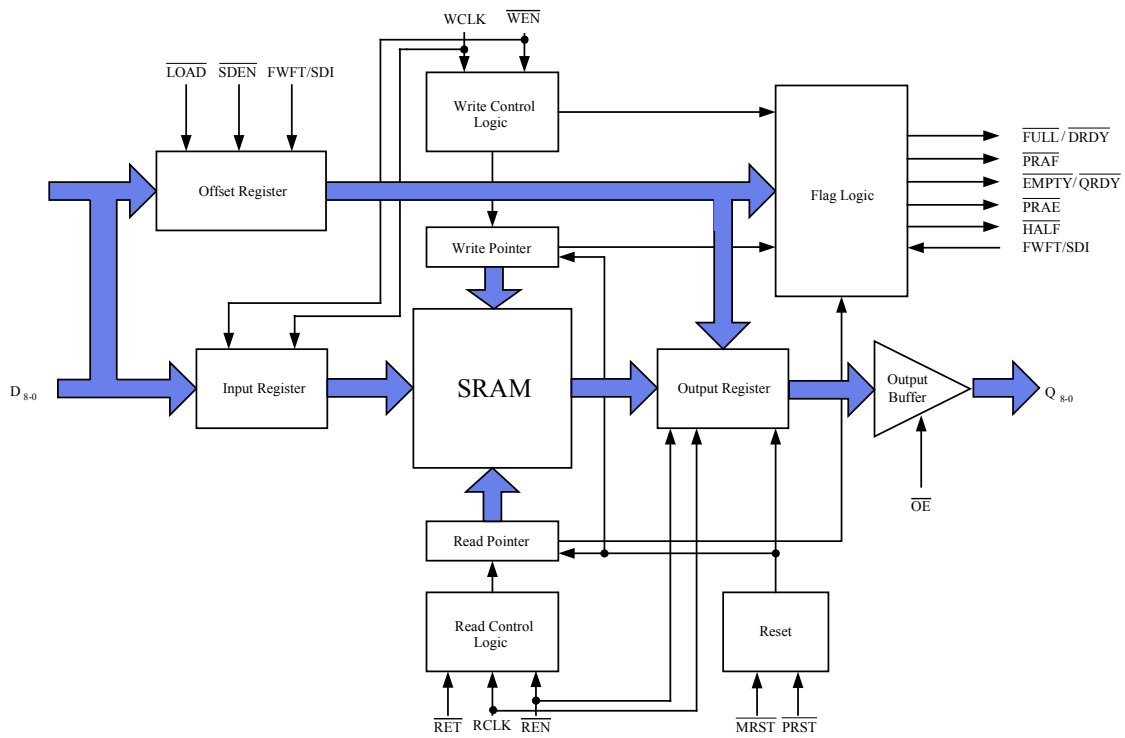 WCLK
WEN
LOAD
SDEN
FWFT/SDI
Write Control
Logic
FULL / DRDY
PRAF
EMPTY/ QRDY
PRAE
HALF
FWFT/SDI
Offset Register
Flag Logic
Write Pointer
D 8-0
Input Register
SRAM
Output Register
Output
Buffer
Q 8-0
OE
Read Pointer
Read Control
Logic
Reset
RET
RCLK
REN
MRST
PRST